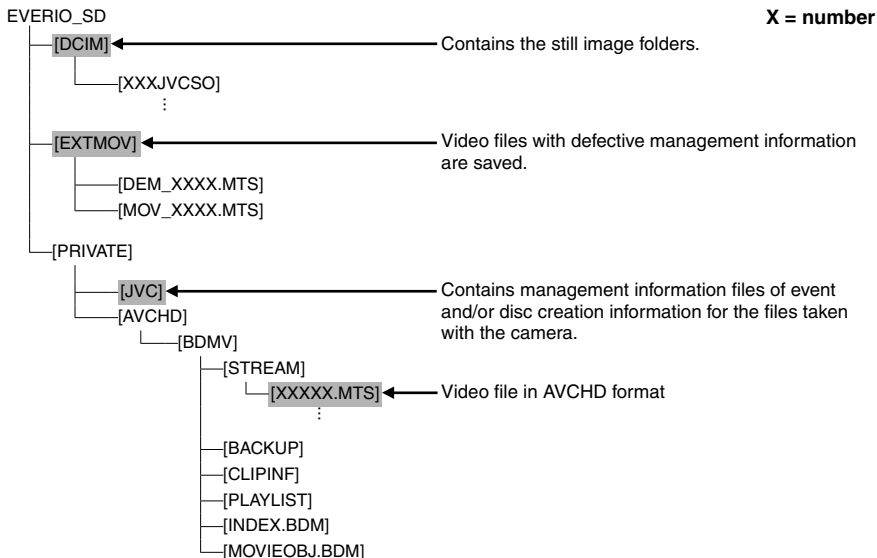 EVERIO_SD
X = number
[DCIM]
Contains the still image folders.
[XXXJVCSO]
[EXTMOV]
Video files with defective management information
are saved.
[DEM_XXXX.MTS]
[MOV_XXXX.MTS]
[PRIVATE]
[JVC]
Contains management information files of event
and/or disc creation information for the files taken
with the camera.
[AVCHD]
[BDMV]
[STREAM]
[XXXXX.MTS]
Video file in AVCHD format
[BACKUP]
[CLIPINF]
[PLAYLIST]
[INDEX.BDM]
[MOVIEOBJ.BDM]